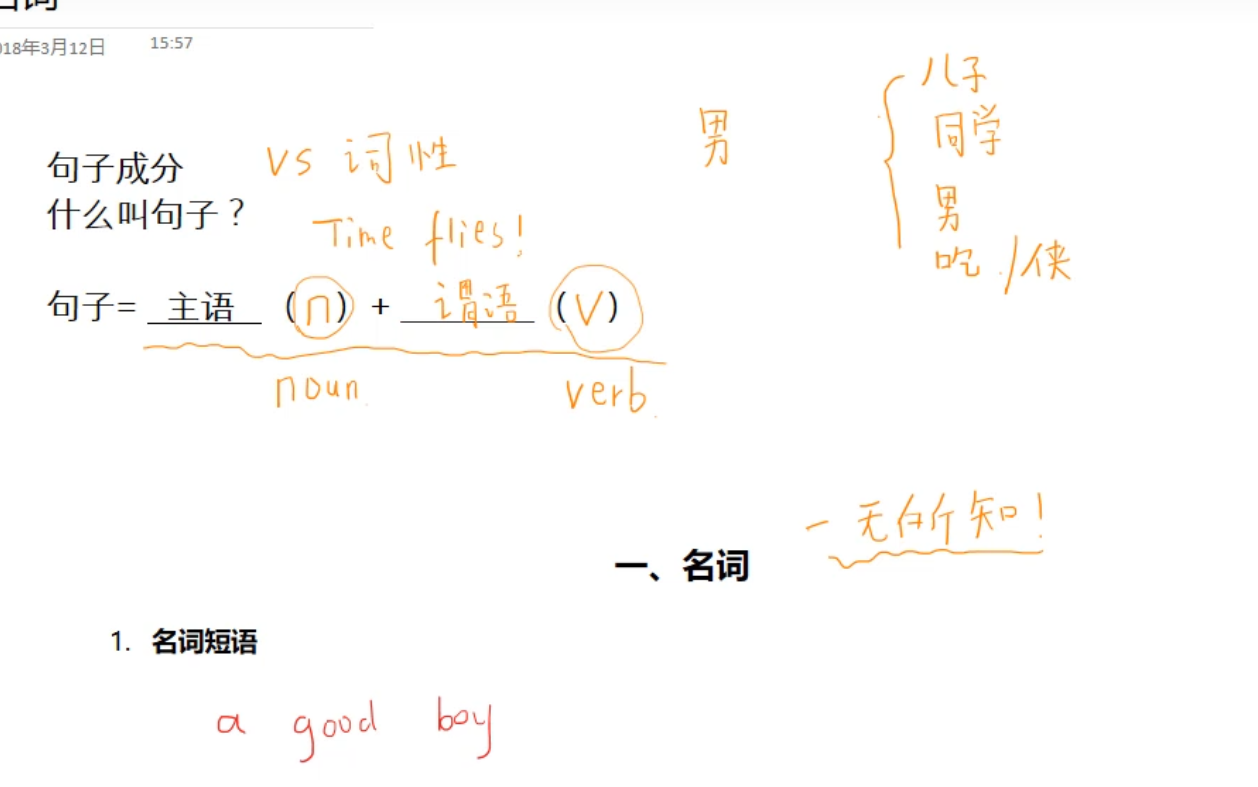 名词
2018年3月12日 15:57
句子成分 vs 词性
什么叫句子？
Time flies!
句子= 主语 (n) + 谓语 (v)
noun verb
男
儿子
同学
男
吃 / 侠
一无所知!
一、名词
1. 名词短语
a good boy